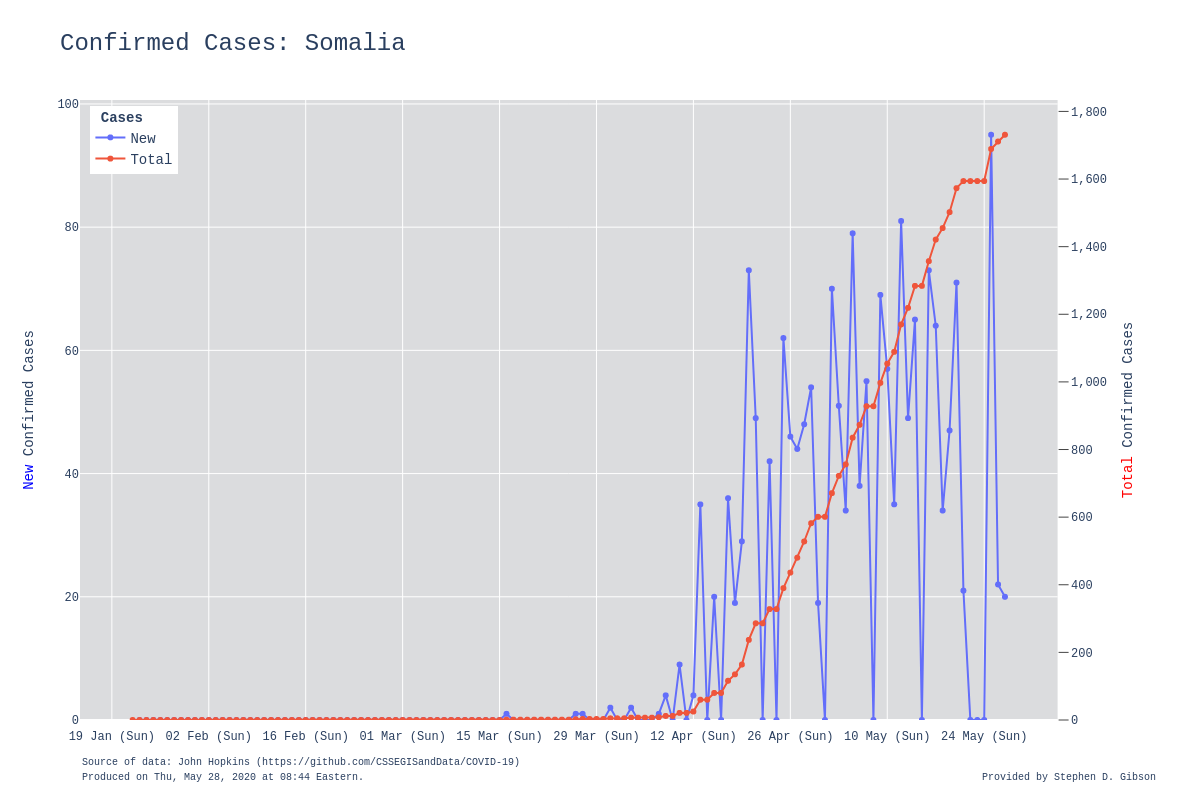 Confirmed Cases: Somalia
Cases
New
Total
100
80
60
40
20
0
New Confirmed Cases
1,800
1,600
1,400
1,200
1,000
800
600
400
200
0
Total Confirmed Cases
19 Jan (Sun) 02 Feb (Sun) 16 Feb (Sun) 01 Mar (Sun) 15 Mar (Sun) 29 Mar (Sun) 12 Apr (Sun) 26 Apr (Sun) 10 May (Sun) 24 May (Sun)
Source of data: John Hopkins (https://github.com/CSSEGISandData/COVID-19)
Produced on Thu, May 28, 2020 at 08:44 Eastern.
Provided by Stephen D. Gibson